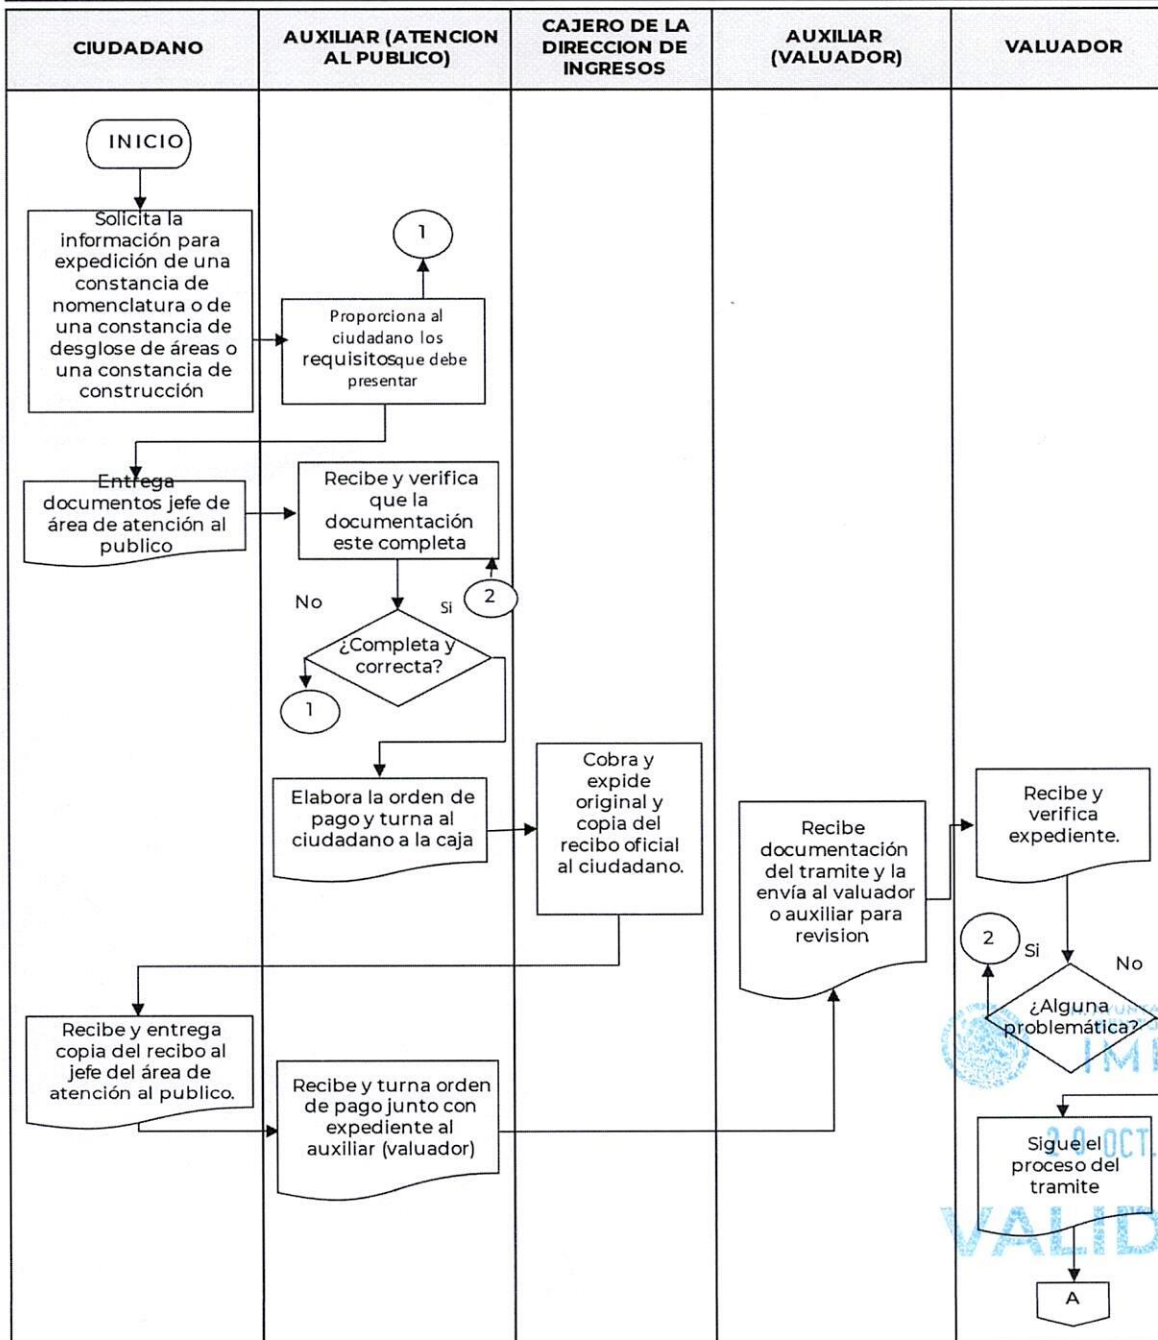 CIUDADANO
AUXILIAR (ATENCION
AL PUBLICO)
CAJERO DE LA
DIRECCION DE
INGRESOS
AUXILIAR
(VALUADOR)
VALUADOR
INICIO
Solicita la
información para
expedición de una
constancia de
nomenclatura o de
una constancia de
desglose de áreas o
una constancia de
construcción
1
Proporciona al
ciudadano los
requisitosque debe
presentar
Entrega
documentos jefe de
área de atención al
publico
Recibe y verifica
que la
documentación
este completa
No
Si
2
¿Completa y
correcta?
1
Elabora la orden de
pago y turna al
ciudadano a la caja
Cobra y
expide
original y
copia del
recibo oficial
al ciudadano.
Recibe y entrega
copia del recibo al
jefe del área de
atención al publico.
Recibe y turna orden
de pago junto con
expediente al
auxiliar (valuador)
Recibe
documentación
del tramite y la
envía al valuador
o auxiliar para
revision
Recibe y
verifica
expediente.
2
Si
No
¿Alguna
problemática?
IM
Sigue el
proceso del
tramite
20 OCT.
VALID
A